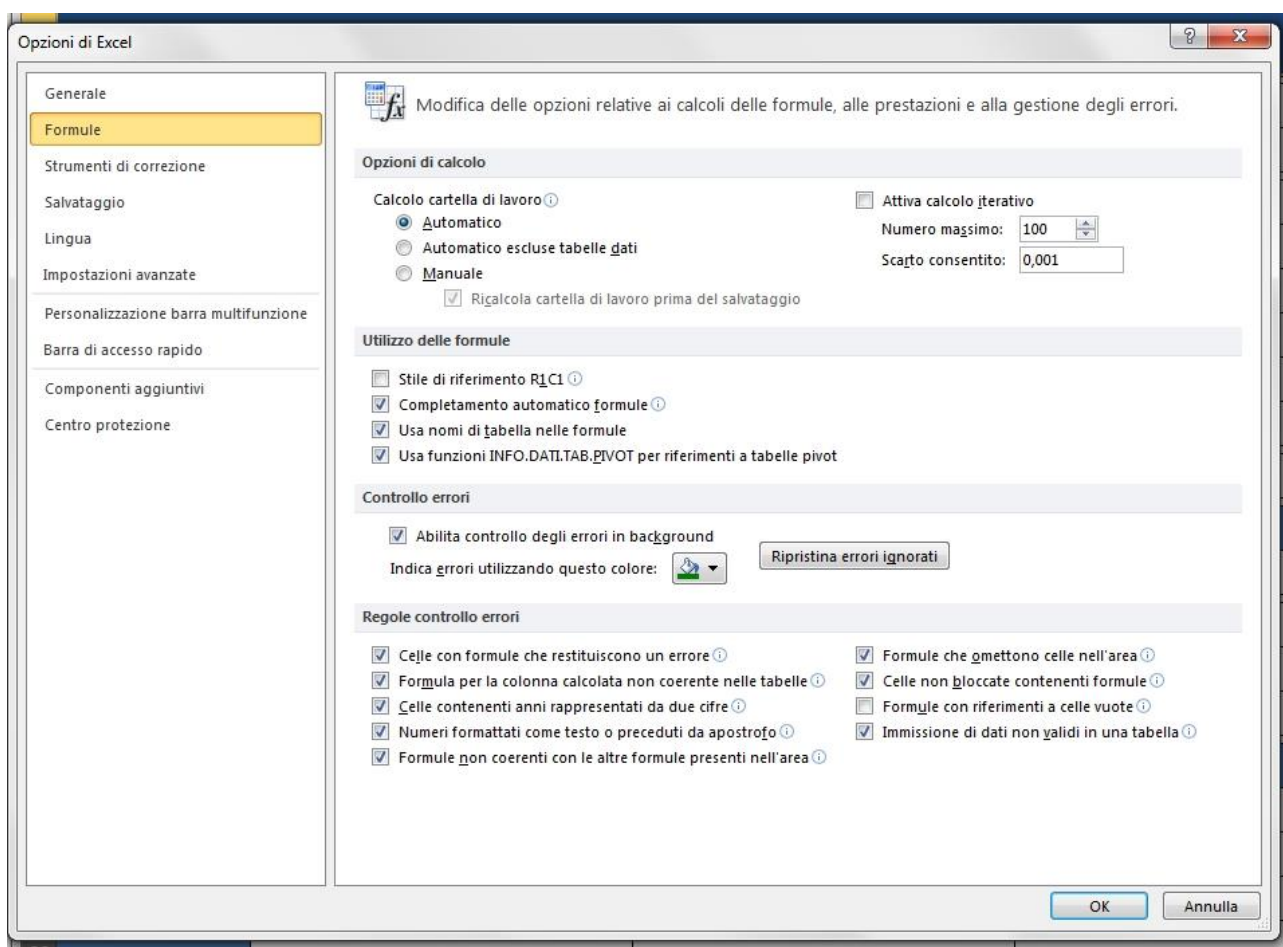 Opzioni di Excel
Generale
Formule
Strumenti di correzione
Salvataggio
Lingua
Impostazioni avanzate
Personalizzazione barra multifunzione
Barra di accesso rapido
Componenti aggiuntivi
Centro protezione
Modifica delle opzioni relative ai calcoli delle formule, alle prestazioni e alla gestione degli errori.
Opzioni di calcolo
Calcolo cartella di lavoro
Automatico
Automatico escluse tabelle dati
Manuale
Ricalcola cartella di lavoro prima del salvataggio
Attiva calcolo iterativo
Numero massimo: 100
Scarto consentito: 0,001
Utilizzo delle formule
Stile di riferimento R1C1
Completamento automatico formule
Usa nomi di tabella nelle formule
Usa funzioni INFO.DATI.TAB.PIVOT per riferimenti a tabelle pivot
Controllo errori
Abilita controllo degli errori in background
Indica errori utilizzando questo colore:
Ripristina errori ignorati
Regole controllo errori
Celle con formule che restituiscono un errore
Formula per la colonna calcolata non coerente nelle tabelle
Celle contenenti anni rappresentati da due cifre
Numeri formattati come testo o preceduti da apostrofo
Formule non coerenti con le altre formule presenti nell'area
Formule che omettono celle nell'area
Celle non bloccate contenenti formule
Formule con riferimenti a celle vuote
Immissione di dati non validi in una tabella
OK
Annulla